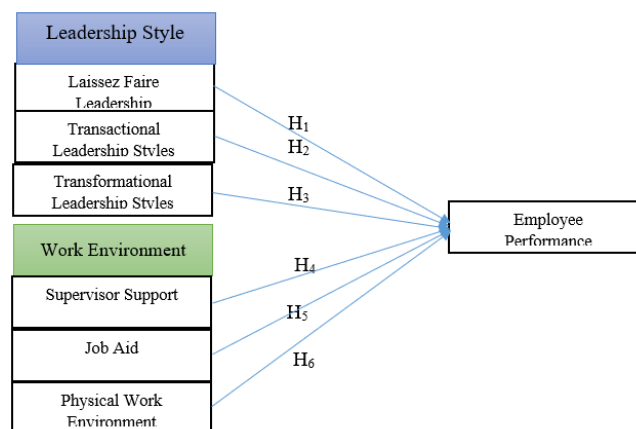 Leadership Style
Laissez Faire
Leadership
Transactional
Leadership Styles
Transformational
Leadership Styles
Work Environment
Supervisor Support
Job Aid
Physical Work
Environment
H1
H2
H3
H4
H5
H6
Employee
Performance